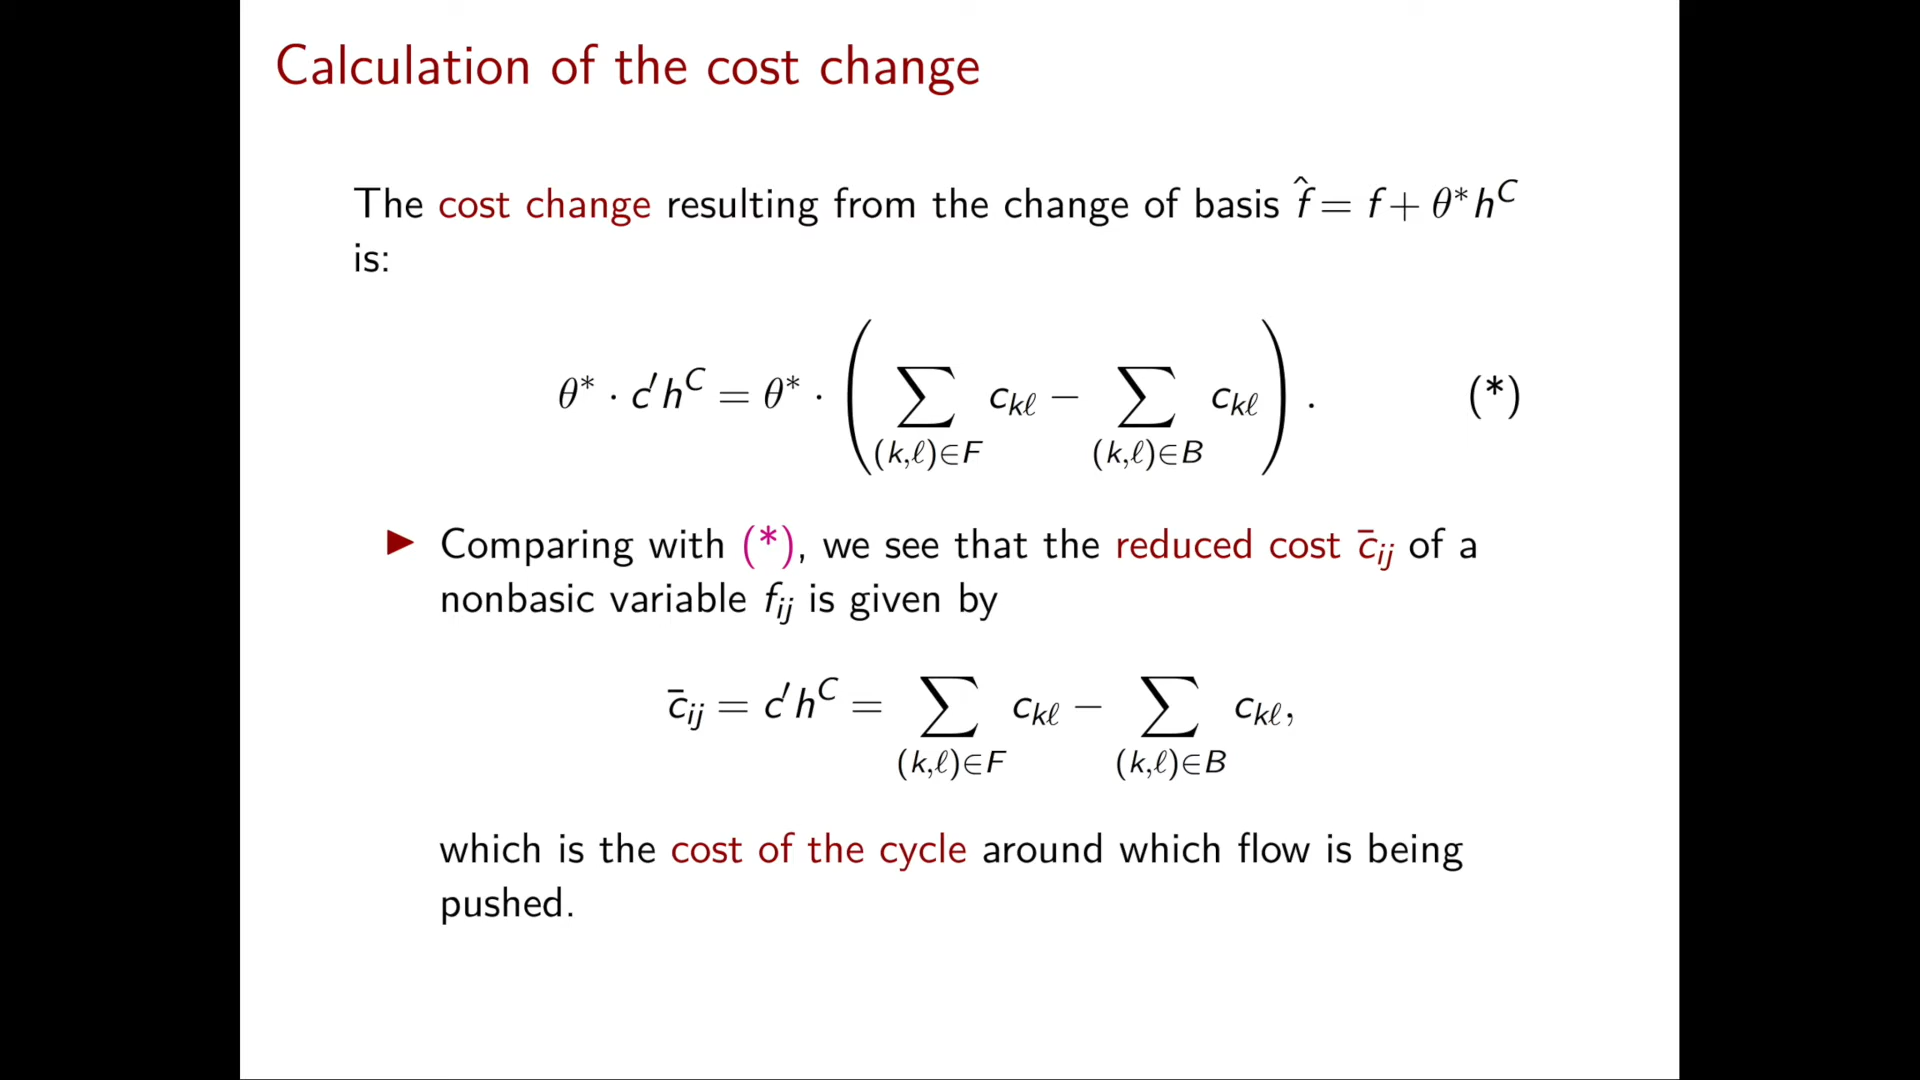 Calculation of the cost change
The cost change resulting from the change of basis f̂ = f + θ* h^C
is:
θ* · c′h^C = θ* · ( ∑_{(k,ℓ)∈F} c_{kℓ} − ∑_{(k,ℓ)∈B} c_{kℓ} ) . (*)
▶ Comparing with (*), we see that the reduced cost c̄_{ij} of a
nonbasic variable f_{ij} is given by
c̄_{ij} = c′h^C = ∑_{(k,ℓ)∈F} c_{kℓ} − ∑_{(k,ℓ)∈B} c_{kℓ},
which is the cost of the cycle around which flow is being
pushed.